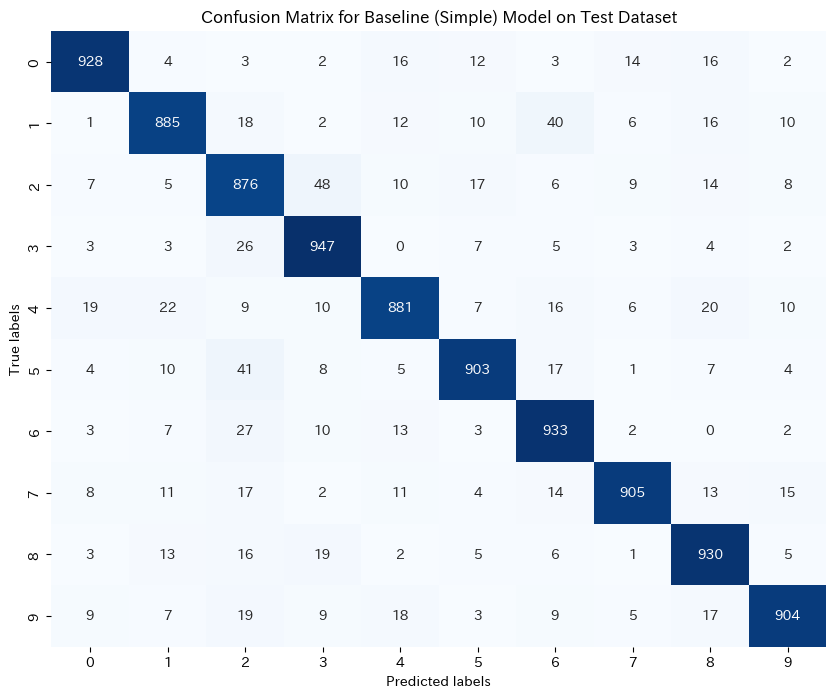 Confusion Matrix for Baseline (Simple) Model on Test Dataset
0 928 4 3 2 16 12 3 14 16 2
1 1 885 18 2 12 10 40 6 16 10
2 7 5 876 48 10 17 6 9 14 8
3 3 3 26 947 0 7 5 3 4 2
4 19 22 9 10 881 7 16 6 20 10
5 4 10 41 8 5 903 17 1 7 4
6 3 7 27 10 13 3 933 2 0 2
7 8 11 17 2 11 4 14 905 13 15
8 3 13 16 19 2 5 6 1 930 5
9 9 7 19 9 18 3 9 5 17 904
True labels
0 1 2 3 4 5 6 7 8 9
Predicted labels